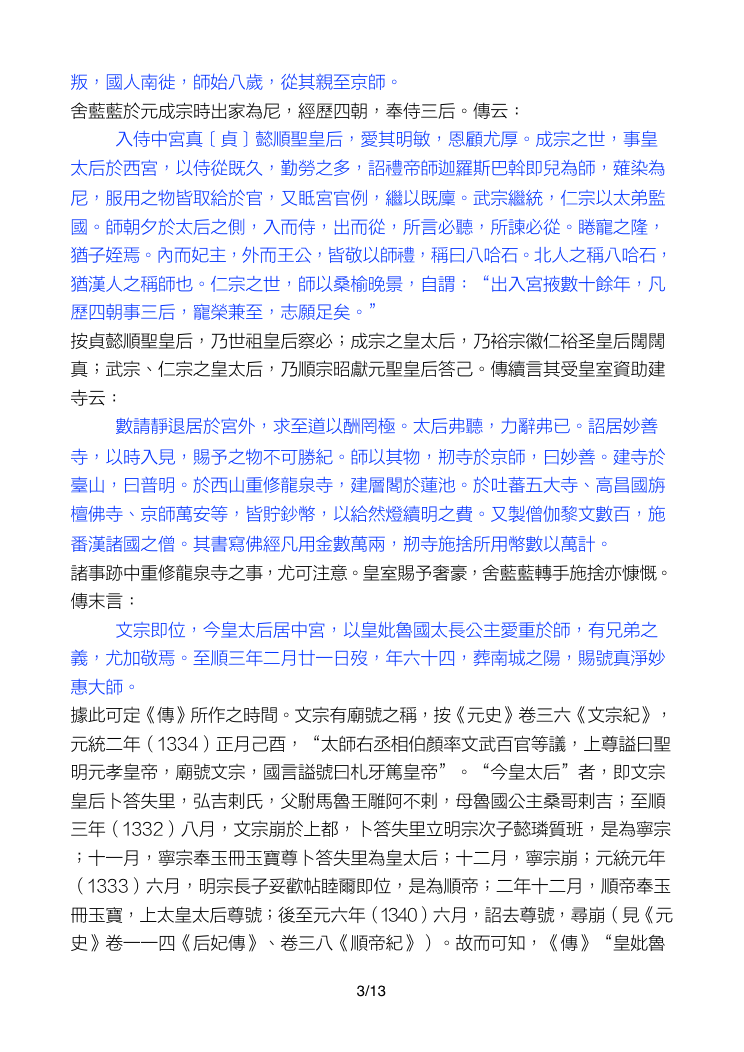 叛，國人南徙，師始八歲，從其親至京師。
舍藍藍於元成宗時出家為尼，經歷四朝，奉侍三后。傳云：
入侍中宮真［貞］懿順聖皇后，愛其明敏，恩顧尤厚。成宗之世，事皇
太后於西宮，以侍從既久，勤勞之多，詔禮帝師迦羅斯巴斡即兒為師，薙染為
尼，服用之物皆取給於官，又眡宮官例，繼以既廩。武宗繼統，仁宗以太弟監
國。師朝夕於太后之側，入而侍，出而從，所言必聽，所諫必從。睠寵之隆，
猶子姪焉。內而妃主，外而王公，皆敬以師禮，稱曰八哈石。北人之稱八哈石，
猶漢人之稱師也。仁宗之世，師以桑榆晚景，自謂：“出入宮掖數十餘年，凡
歷四朝事三后，寵榮兼至，志願足矣。”
按貞懿順聖皇后，乃世祖皇后察必；成宗之皇太后，乃裕宗徽仁裕圣皇后闊闊
真；武宗、仁宗之皇太后，乃順宗昭獻元聖皇后答己。傳續言其受皇室資助建
寺云：
數請靜退居於宮外，求至道以酬罔極。太后弗聽，力辭弗已。詔居妙善
寺，以時入見，賜予之物不可勝紀。師以其物，刱寺於京師，曰妙善。建寺於
臺山，曰普明。於西山重修龍泉寺，建層閣於蓮池。於吐蕃五大寺、高昌國旃
檀佛寺、京師萬安等，皆貯鈔幣，以給然燈續明之費。又製僧伽黎文數百，施
番漢諸國之僧。其書寫佛經凡用金數萬兩，刱寺施捨所用幣數以萬計。
諸事跡中重修龍泉寺之事，尤可注意。皇室賜予奢豪，舍藍藍轉手施捨亦慷慨。
傳末言：
文宗即位，今皇太后居中宮，以皇妣魯國太長公主愛重於師，有兄弟之
義，尤加敬焉。至順三年二月廿一日歿，年六十四，葬南城之陽，賜號真淨妙
惠大師。
據此可定《傳》所作之時間。文宗有廟號之稱，按《元史》卷三六《文宗紀》，
元統二年（1334）正月己酉，“太師右丞相伯顏率文武百官等議，上尊謚曰聖
明元孝皇帝，廟號文宗，國言謚號曰札牙篤皇帝”。“今皇太后”者，即文宗
皇后卜答失里，弘吉剌氏，父駙馬魯王雕阿不剌，母魯國公主桑哥剌吉；至順
三年（1332）八月，文宗崩於上都，卜答失里立明宗次子懿璘質班，是為寧宗
；十一月，寧宗奉玉冊玉寶尊卜答失里為皇太后；十二月，寧宗崩；元統元年
（1333）六月，明宗長子妥歡帖睦爾即位，是為順帝；二年十二月，順帝奉玉
冊玉寶，上太皇太后尊號；後至元六年（1340）六月，詔去尊號，尋崩（見《元
史》卷一一四《后妃傳》、卷三八《順帝紀》）。故而可知，《傳》“皇妣魯
3/13